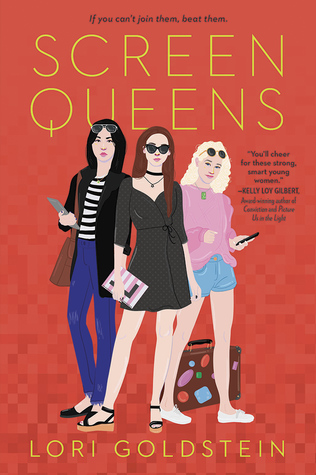 If you can't join them, beat them.
SCREEN
QUEENS
"You'll cheer
for these strong,
smart young
women."
—KELLY LOY GILBERT,
Award-winning author of
Conviction and Picture
Us in the Light
LORI GOLDSTEIN